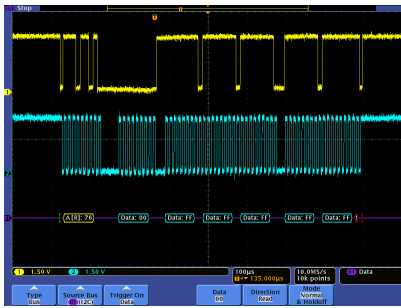 Stop
1
2
B1
A[R]: 76 Data: 00 Data: FF Data: FF Data: FF Data: FF Data: FF
1 1.50 V 2 1.50 V 100µs 10.0MS/s B1 Data
135.000µs 10k points
Type Source Bus Trigger On Data Direction Mode
Bus B1(I2C) Data 00 Read Normal
& Holdoff